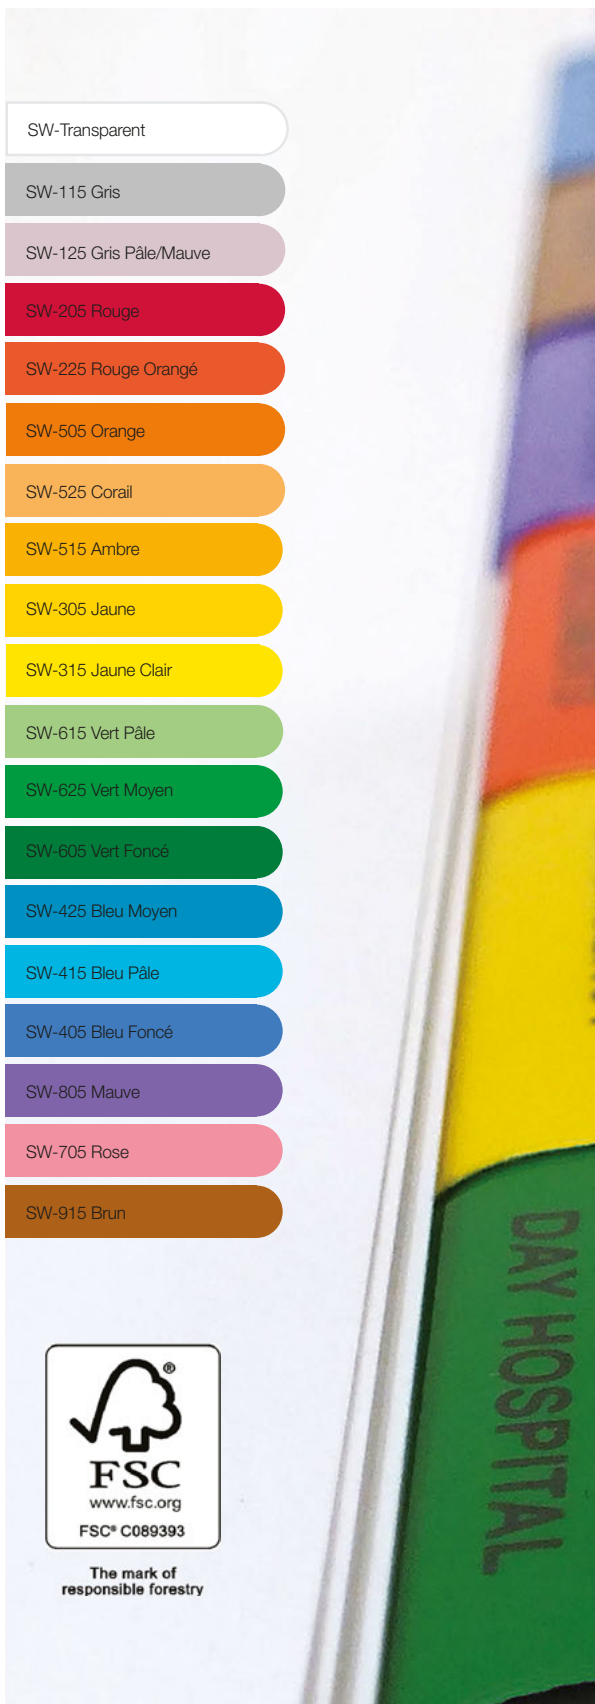 SW-Transparent
SW-115 Gris
SW-125 Gris Pâle/Mauve
SW-205 Rouge
SW-225 Rouge Orangé
SW-505 Orange
SW-525 Corail
SW-515 Ambre
SW-305 Jaune
SW-315 Jaune Clair
SW-615 Vert Pâle
SW-625 Vert Moyen
SW-605 Vert Foncé
SW-425 Bleu Moyen
SW-415 Bleu Pâle
SW-405 Bleu Foncé
SW-805 Mauve
SW-705 Rose
SW-915 Brun
®
FSC
www.fsc.org
FSC® C089393
The mark of
responsible forestry
DAY HOSPITAL